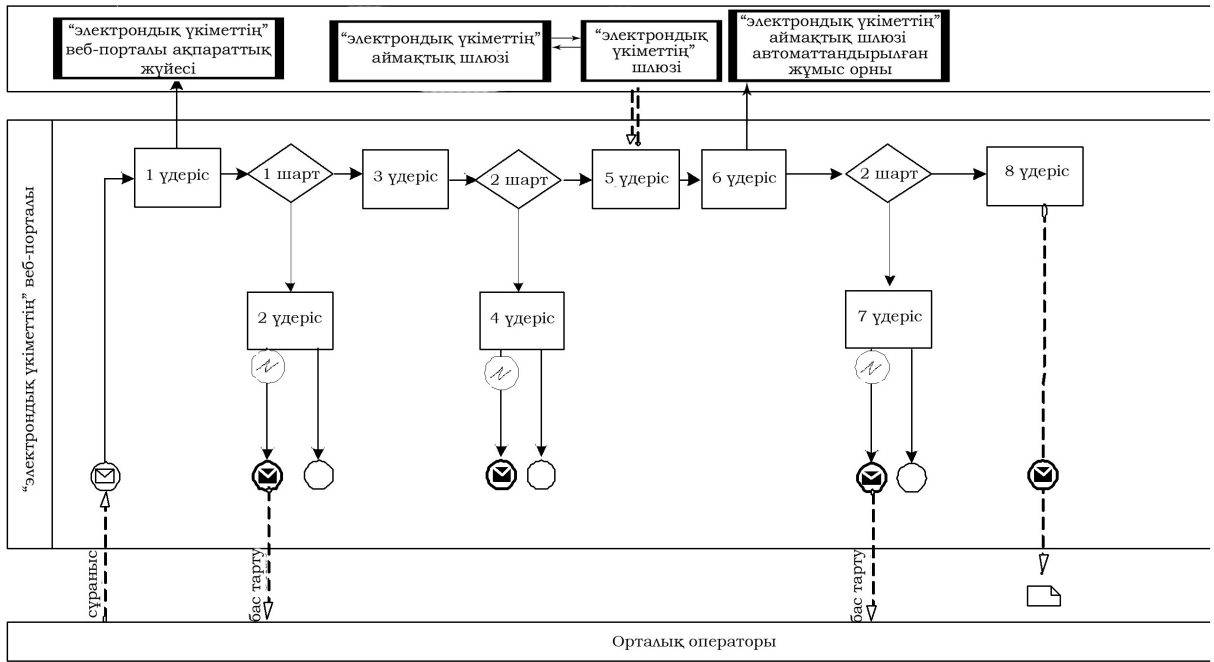 “электрондық үкіметтің”
веб-порталы ақпараттық
жүйесі
“электрондық үкіметтің”
аймақтық шлюзі
“электрондық
үкіметтің”
шлюзі
“электрондық үкіметтің”
аймақтық шлюзі
автоматтандырылған
жұмыс орны
“электрондық үкіметтің” веб-порталы
1 үдеріс
1 шарт
3 үдеріс
2 шарт
5 үдеріс
6 үдеріс
2 шарт
8 үдеріс
2 үдеріс
4 үдеріс
7 үдеріс
сұраныс
бас тарту
бас тарту
Орталық операторы